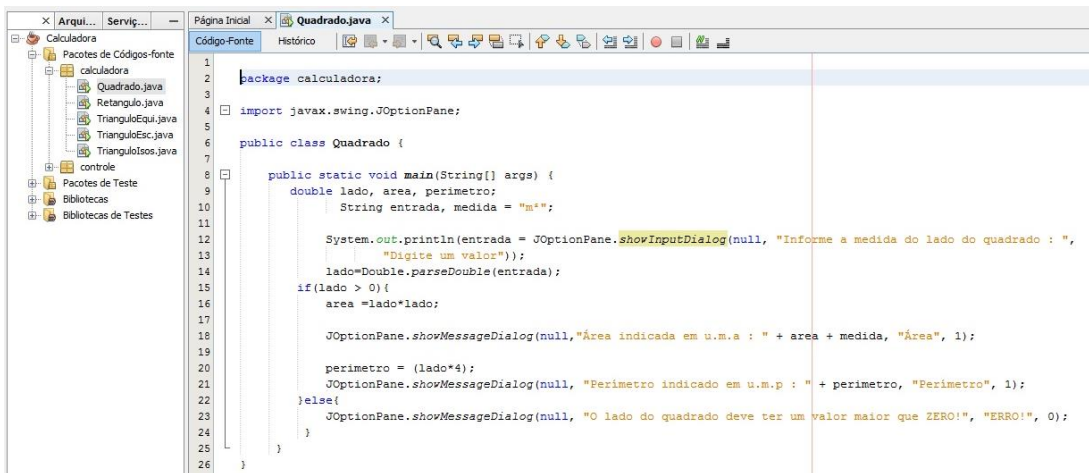 Arqui... Serviç...
Calculadora
Pacotes de Códigos-fonte
calculadora
Quadrado.java
Retangulo.java
TrianguloEqui.java
TrianguloEsc.java
TrianguloIsos.java
controle
Pacotes de Teste
Bibliotecas
Bibliotecas de Testes
Página Inicial Quadrado.java
Código-Fonte Histórico
1
2 package calculadora;
3
4 import javax.swing.JOptionPane;
5
6 public class Quadrado {
7
8 public static void main(String[] args) {
9 double lado, area, perimetro;
10 String entrada, medida = "m²";
11
12 System.out.println(entrada = JOptionPane.showInputDialog(null, "Informe a medida do lado do quadrado : ",
13 "Digite um valor"));
14 lado=Double.parseDouble(entrada);
15 if(lado > 0){
16 area =lado*lado;
17
18 JOptionPane.showMessageDialog(null,"Área indicada em u.m.a : " + area + medida, "Área", 1);
19
20 perimetro = (lado*4);
21 JOptionPane.showMessageDialog(null, "Perímetro indicado em u.m.p : " + perimetro, "Perímetro", 1);
22 }else{
23 JOptionPane.showMessageDialog(null, "O lado do quadrado deve ter um valor maior que ZERO!", "ERRO!", 0);
24 }
25 }
26 }